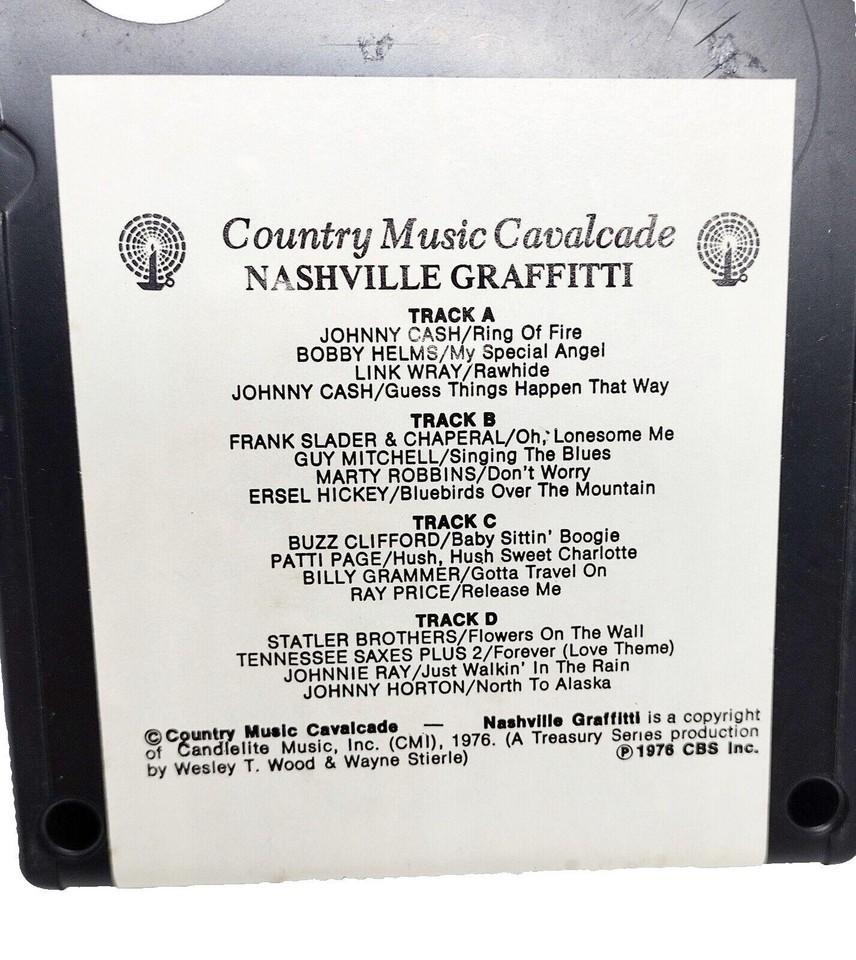 Country Music Cavalcade
NASHVILLE GRAFFITTI
TRACK A
JOHNNY CASH/Ring Of Fire
BOBBY HELMS/My Special Angel
LINK WRAY/Rawhide
JOHNNY CASH/Guess Things Happen That Way
TRACK B
FRANK SLADER & CHAPERAL/Oh, Lonesome Me
GUY MITCHELL/Singing The Blues
MARTY ROBBINS/Don't Worry
ERSEL HICKEY/Bluebirds Over The Mountain
TRACK C
BUZZ CLIFFORD/Baby Sittin' Boogie
PATTI PAGE/Hush, Hush Sweet Charlotte
BILLY GRAMMER/Gotta Travel On
RAY PRICE/Release Me
TRACK D
STATLER BROTHERS/Flowers On The Wall
TENNESSEE SAXES PLUS 2/Forever (Love Theme)
JOHNNIE RAY/Just Walkin' In The Rain
JOHNNY HORTON/North To Alaska
© Country Music Cavalcade — Nashville Graffitti is a copyright
of Candlelite Music, Inc. (CMI), 1976. (A Treasury Series production
by Wesley T. Wood & Wayne Stierle) ℗ 1976 CBS Inc.